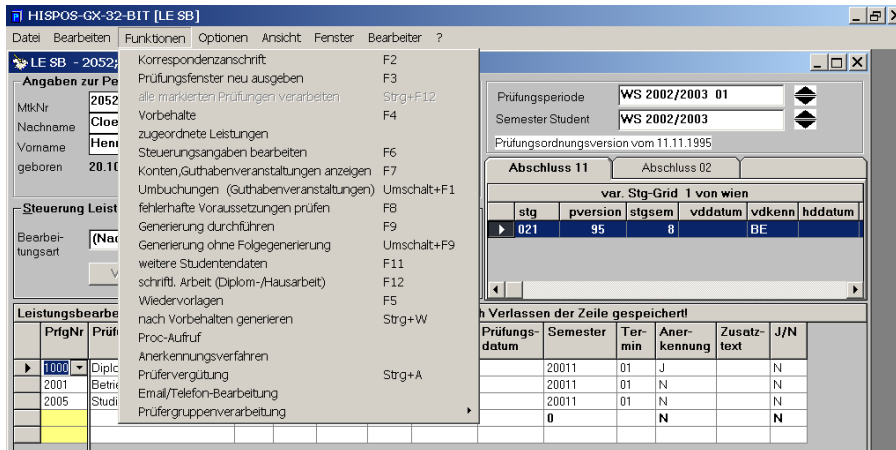 HISPOS-GX-32-BIT [LE SB]
Datei Bearbeiten Funktionen Optionen Ansicht Fenster Bearbeiter ?
LE SB - 2052;
Angaben zur Pe
MtkNr 2052
Nachname Cloe
Vorname Henr
geboren 20.10
Steuerung Leist
Bearbei-
tungsart (Nac
V
Korrespondenzanschrift F2
Prüfungsfenster neu ausgeben F3
alle markierten Prüfungen verarbeiten Strg+F12
Vorbehalte F4
zugeordnete Leistungen
Steuerungsangaben bearbeiten F6
Konten,Guthabenveranstaltungen anzeigen F7
Umbuchungen (Guthabenveranstaltungen) Umschalt+F1
fehlerhafte Voraussetzungen prüfen F8
Generierung durchführen F9
Generierung ohne Folgegenerierung Umschalt+F9
weitere Studentendaten F11
schriftl. Arbeit (Diplom-/Hausarbeit) F12
Wiedervorlagen F5
nach Vorbehalten generieren Strg+W
Proc-Aufruf
Anerkennungsverfahren
Prüfervergütung Strg+A
Email/Telefon-Bearbeitung
Prüfergruppenverarbeitung
Prüfungsperiode WS 2002/2003 01
Semester Student WS 2002/2003
Prüfungsordnungsversion vom 11.11.1995
Abschluss 11 Abschluss 02
var. Stg-Grid 1 von wien
stg pversion stgsem vddatum vdkenn hddatum
021 95 8 BE
Leistungsbearbe h Verlassen der Zeile gespeichert!
PrfgNr Prüf Prüfungs-datum Semester Ter-min Aner-kennung Zusatz-text J/N
1000 Diplo 20011 01 J N
2001 Betrie 20011 01 N N
2005 Studi 20011 01 N N
0 N N